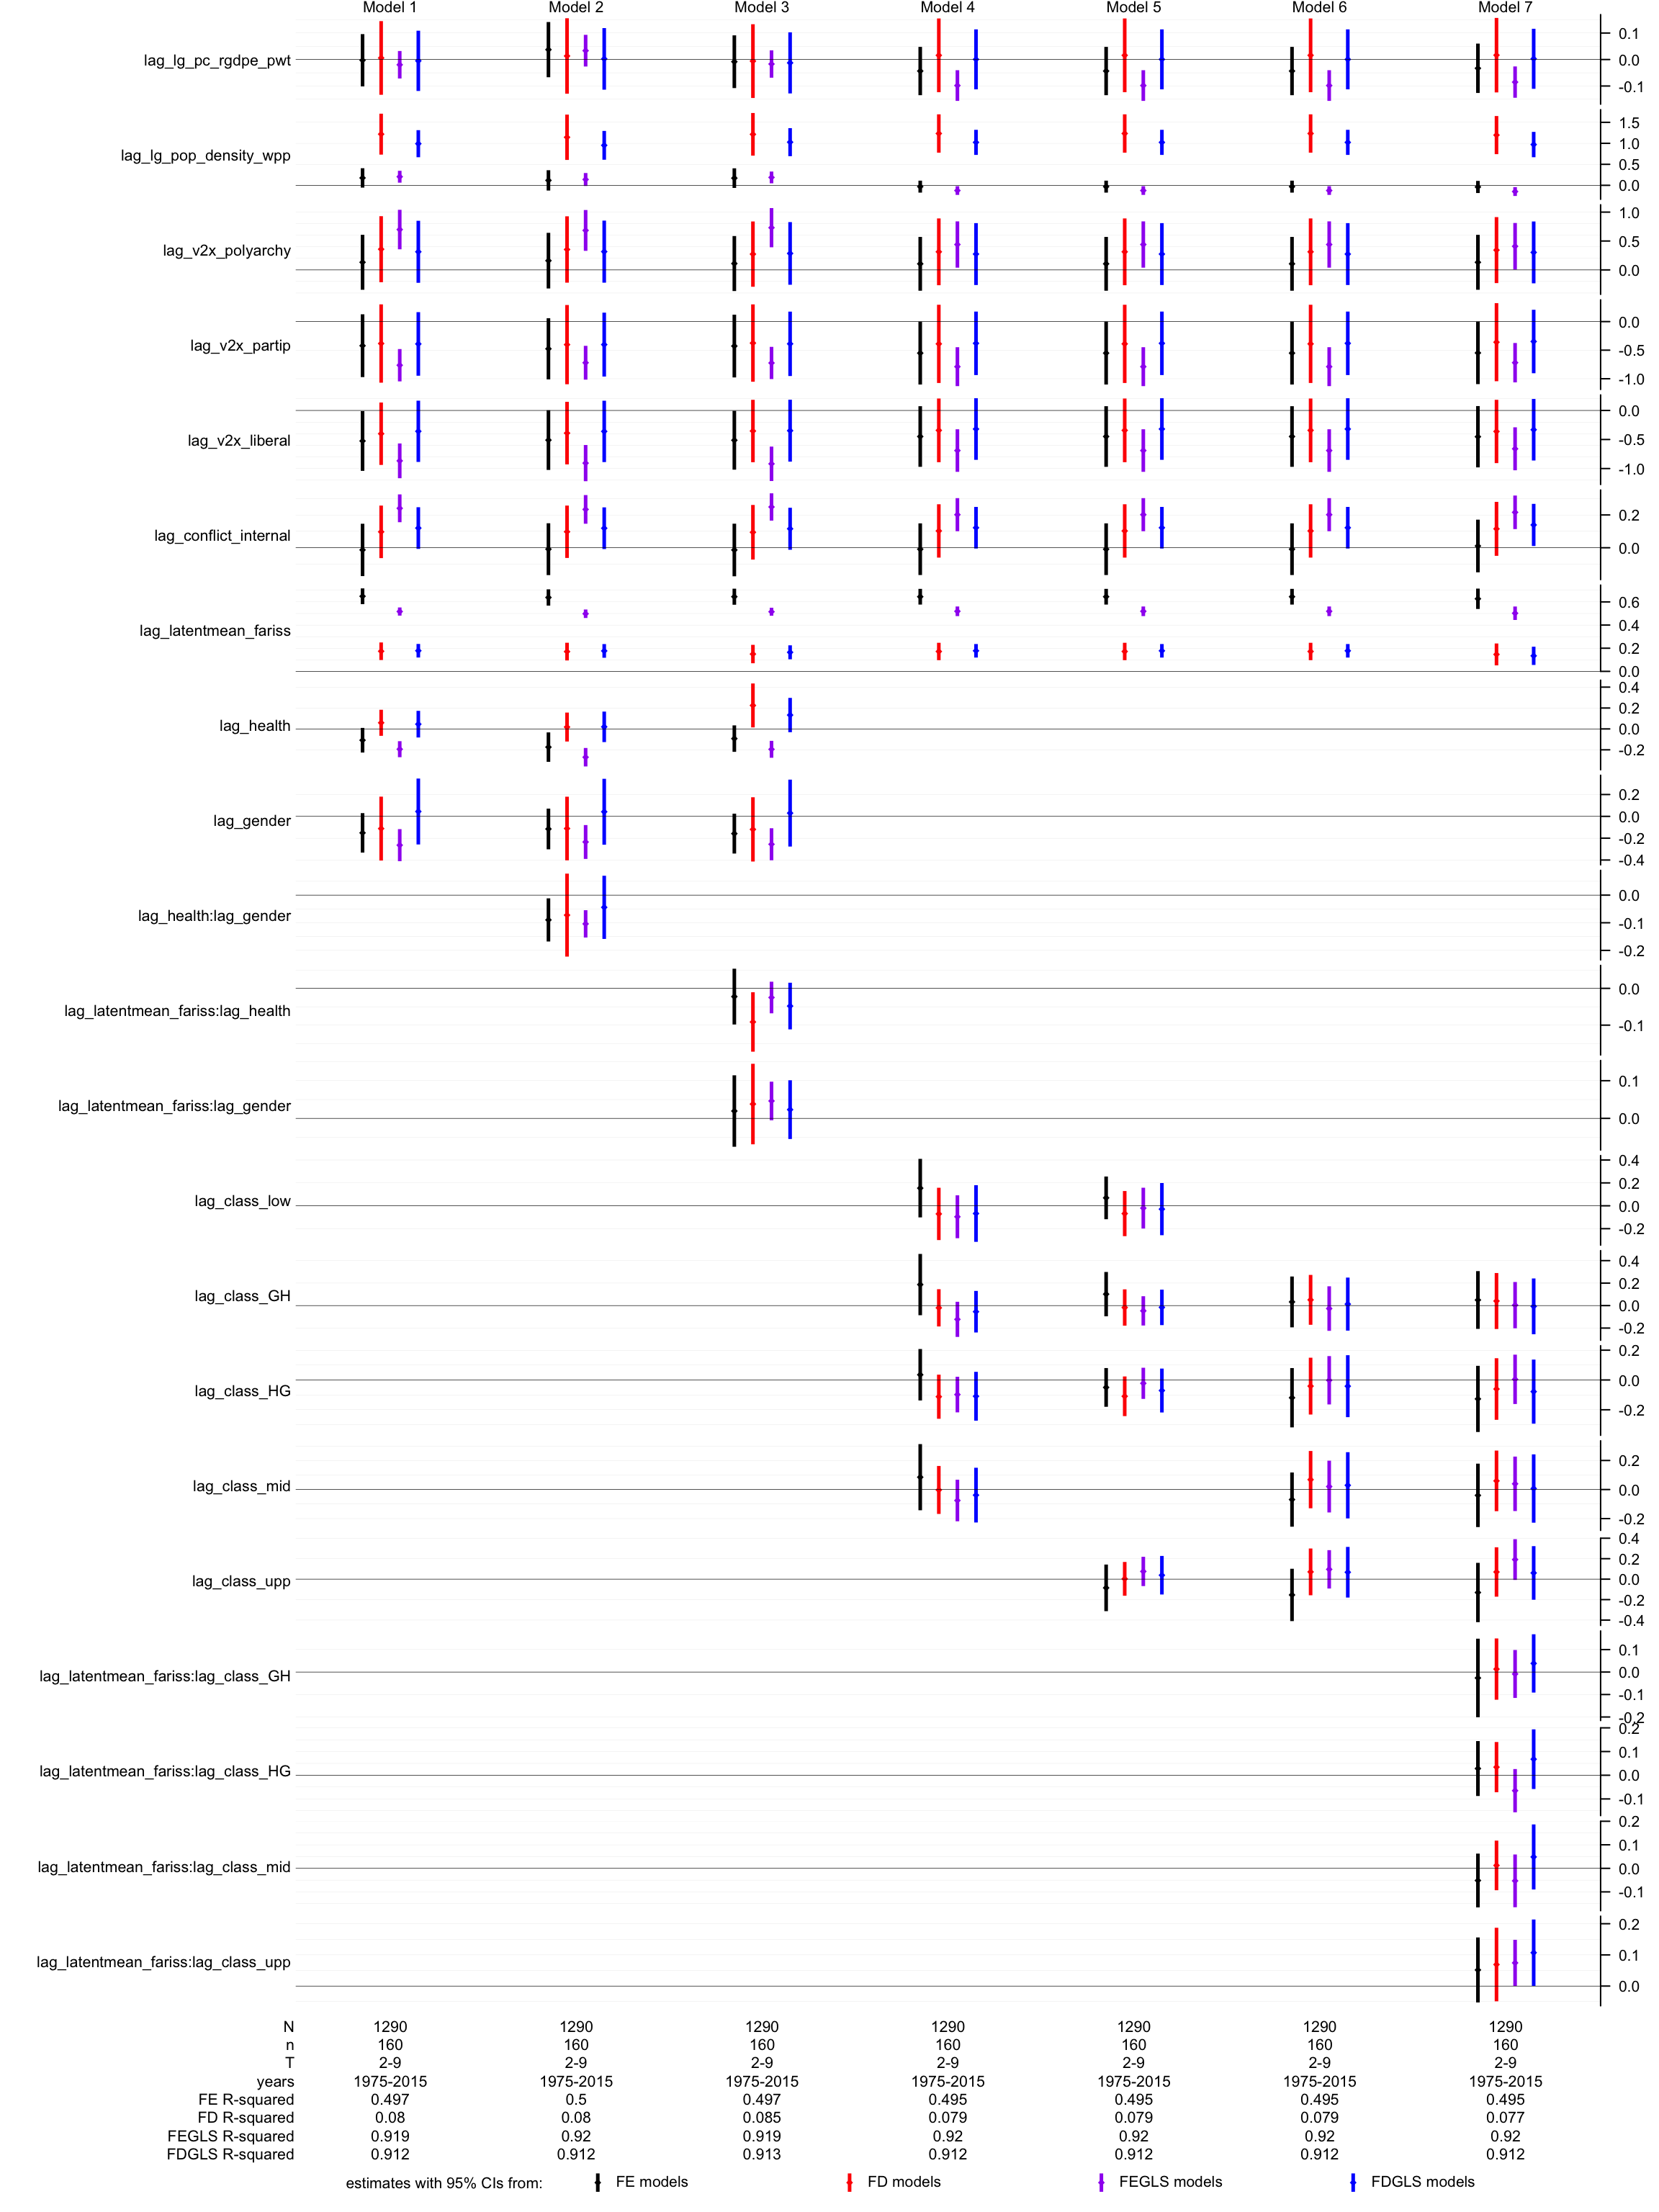 Model 1 Model 2 Model 3 Model 4 Model 5 Model 6 Model 7
lag_lg_pc_rgdpe_pwt 0.1 0.0 -0.1
lag_lg_pop_density_wpp 1.5 1.0 0.5 0.0
lag_v2x_polyarchy 1.0 0.5 0.0
lag_v2x_partip 0.0 -0.5 -1.0
lag_v2x_liberal 0.0 -0.5 -1.0
lag_conflict_internal 0.2 0.0
lag_latentmean_fariss 0.6 0.4 0.2 0.0
lag_health 0.4 0.2 0.0 -0.2
lag_gender 0.2 0.0 -0.2 -0.4
lag_health:lag_gender 0.0 -0.1 -0.2
lag_latentmean_fariss:lag_health 0.0 -0.1
lag_latentmean_fariss:lag_gender 0.1 0.0
lag_class_low 0.4 0.2 0.0 -0.2
lag_class_GH 0.4 0.2 0.0 -0.2
lag_class_HG 0.2 0.0 -0.2
lag_class_mid 0.2 0.0 -0.2
lag_class_upp 0.4 0.2 0.0 -0.2 -0.4
lag_latentmean_fariss:lag_class_GH 0.1 0.0 -0.1 -0.2
lag_latentmean_fariss:lag_class_HG 0.2 0.1 0.0 -0.1
lag_latentmean_fariss:lag_class_mid 0.2 0.1 0.0 -0.1
lag_latentmean_fariss:lag_class_upp 0.2 0.1 0.0
N 1290 1290 1290 1290 1290 1290 1290
n 160 160 160 160 160 160 160
T 2-9 2-9 2-9 2-9 2-9 2-9 2-9
years 1975-2015 1975-2015 1975-2015 1975-2015 1975-2015 1975-2015 1975-2015
FE R-squared 0.497 0.5 0.497 0.495 0.495 0.495 0.495
FD R-squared 0.08 0.08 0.085 0.079 0.079 0.079 0.077
FEGLS R-squared 0.919 0.92 0.919 0.92 0.92 0.92 0.92
FDGLS R-squared 0.912 0.912 0.913 0.912 0.912 0.912 0.912
estimates with 95% CIs from: FE models FD models FEGLS models FDGLS models